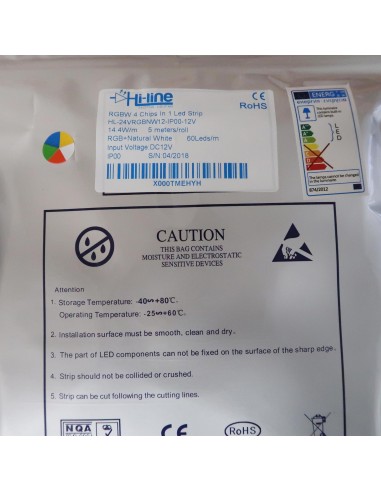 Hi-line
CE
RoHS
RGBW 4 Chips In 1 Led Strip
HL-24VRGBNW12-IP00-12V
14.4W/m 5 meters/roll
RGB+Natural White 60Leds/m
Input Voltage:DC12V
IP00 B/N:04/2018
X000TMEHYH
ENERG
L
E
D
874/2012
CAUTION
THIS BAG CONTAINS
MOISTURE AND ELECTROSTATIC
SENSITIVE DEVICES
Attention
1. Storage Temperature: -40~+80℃.
Operating Temperature: -25~+60℃.
2. Installation surface must be smooth, clean and dry.
3. The part of LED components can not be fixed on the surface of the sharp edge.
4. Strip should not be collided or crushed.
5. Strip can be cut following the cutting lines.
NQA
CE
RoHS